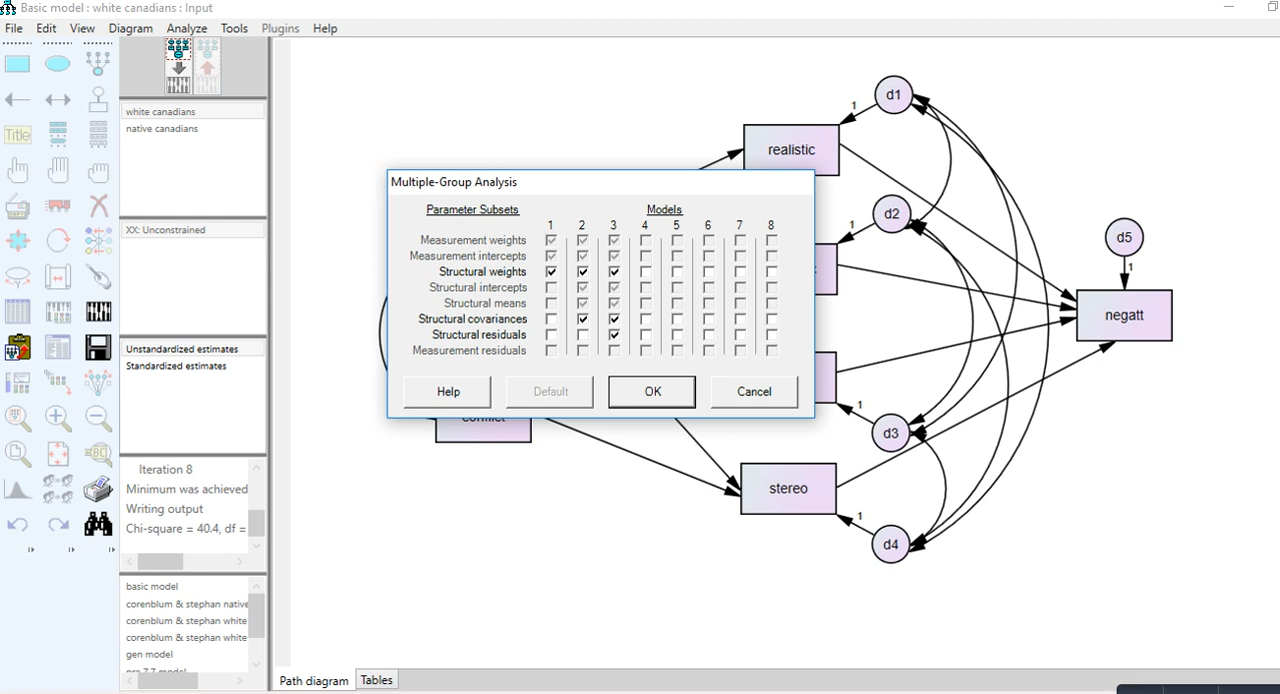 Basic model : white canadians : Input
File Edit View Diagram Analyze Tools Plugins Help
Title
white canadians
native canadians
XX: Unconstrained
Unstandardized estimates
Standardized estimates
Iteration 8
Minimum was achieved
Writing output
Chi-square = 40.4, df =
basic model
corenblum & stephan native
corenblum & stephan white
corenblum & stephan white
gen model
Multiple-Group Analysis
Parameter Subsets Models
1 2 3 4 5 6 7 8
Measurement weights
Measurement intercepts
Structural weights
Structural intercepts
Structural means
Structural covariances
Structural residuals
Measurement residuals
Help Default OK Cancel
d1
1
realistic
d2
1
d5
1
negatt
1
d3
conflict
stereo
1
d4
Path diagram Tables